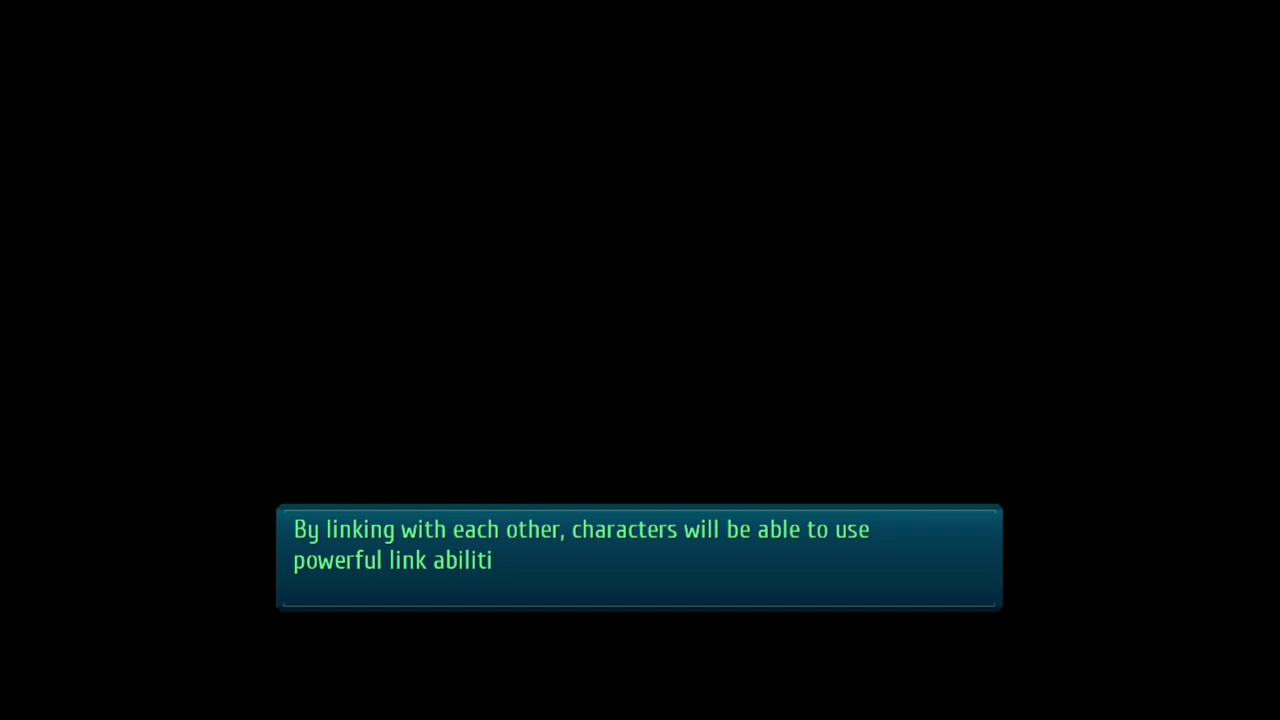 By linking with each other, characters will be able to use
powerful link abiliti